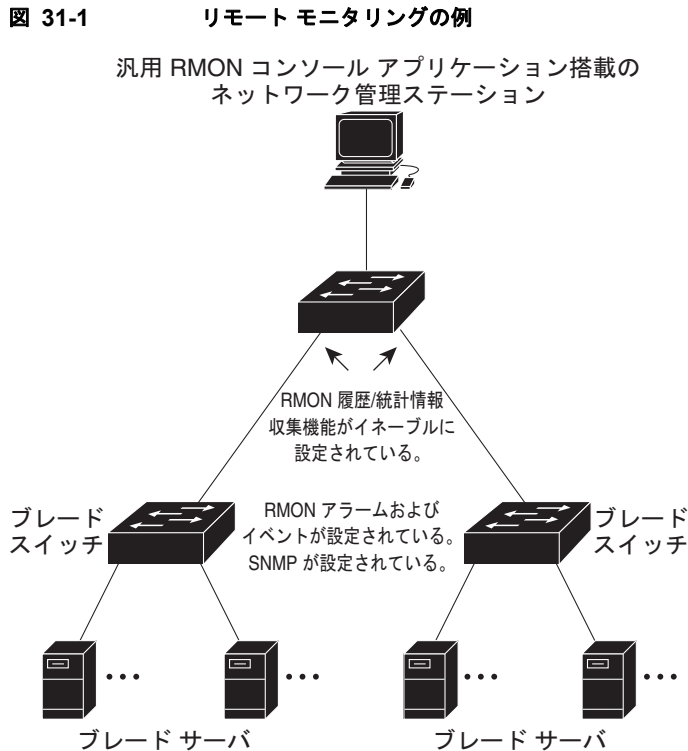 図 31-1 リモート モニタリングの例
汎用 RMON コンソール アプリケーション搭載の
ネットワーク管理ステーション
RMON 履歴/統計情報
収集機能がイネーブルに
設定されている。
ブレード
スイッチ
RMON アラームおよび
イベントが設定されている。
SNMP が設定されている。
ブレード
スイッチ
ブレード サーバ
ブレード サーバ